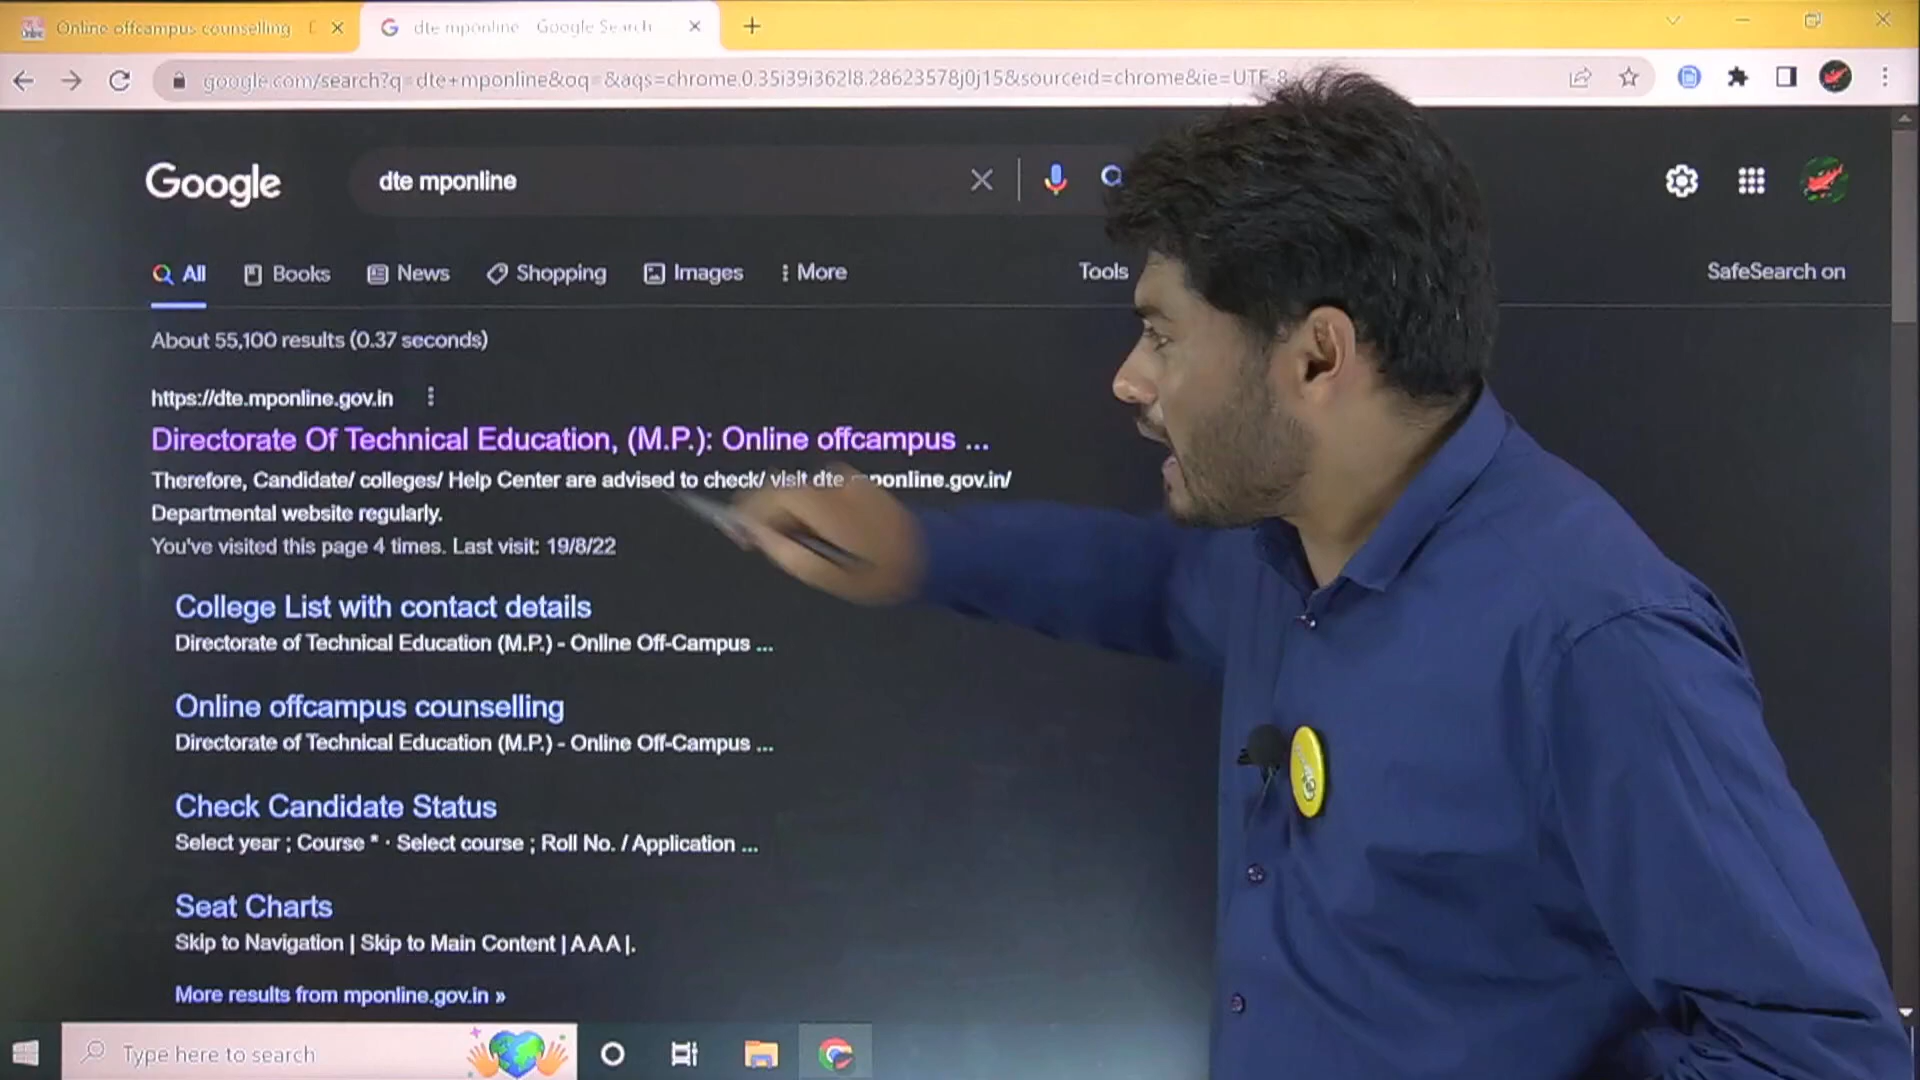 Online offcampus counselling
dte mponline Google Search
google.com/search?q=dte+mponline&oq=&aqs=chrome.0.35i39i362l8.28623578j0j15&sourceid=chrome&ie=UTF-8
Google
dte mponline
All Books News Shopping Images More Tools SafeSearch on
About 55,100 results (0.37 seconds)
https://dte.mponline.gov.in
Directorate Of Technical Education, (M.P.): Online offcampus ...
Therefore, Candidate/ colleges/ Help Center are advised to check/ visit dte mponline.gov.in/
Departmental website regularly.
You've visited this page 4 times. Last visit: 19/8/22
College List with contact details
Directorate of Technical Education (M.P.) - Online Off-Campus ...
Online offcampus counselling
Directorate of Technical Education (M.P.) - Online Off-Campus ...
Check Candidate Status
Select year ; Course * · Select course ; Roll No. / Application ...
Seat Charts
Skip to Navigation | Skip to Main Content | A A A |.
More results from mponline.gov.in »
Type here to search